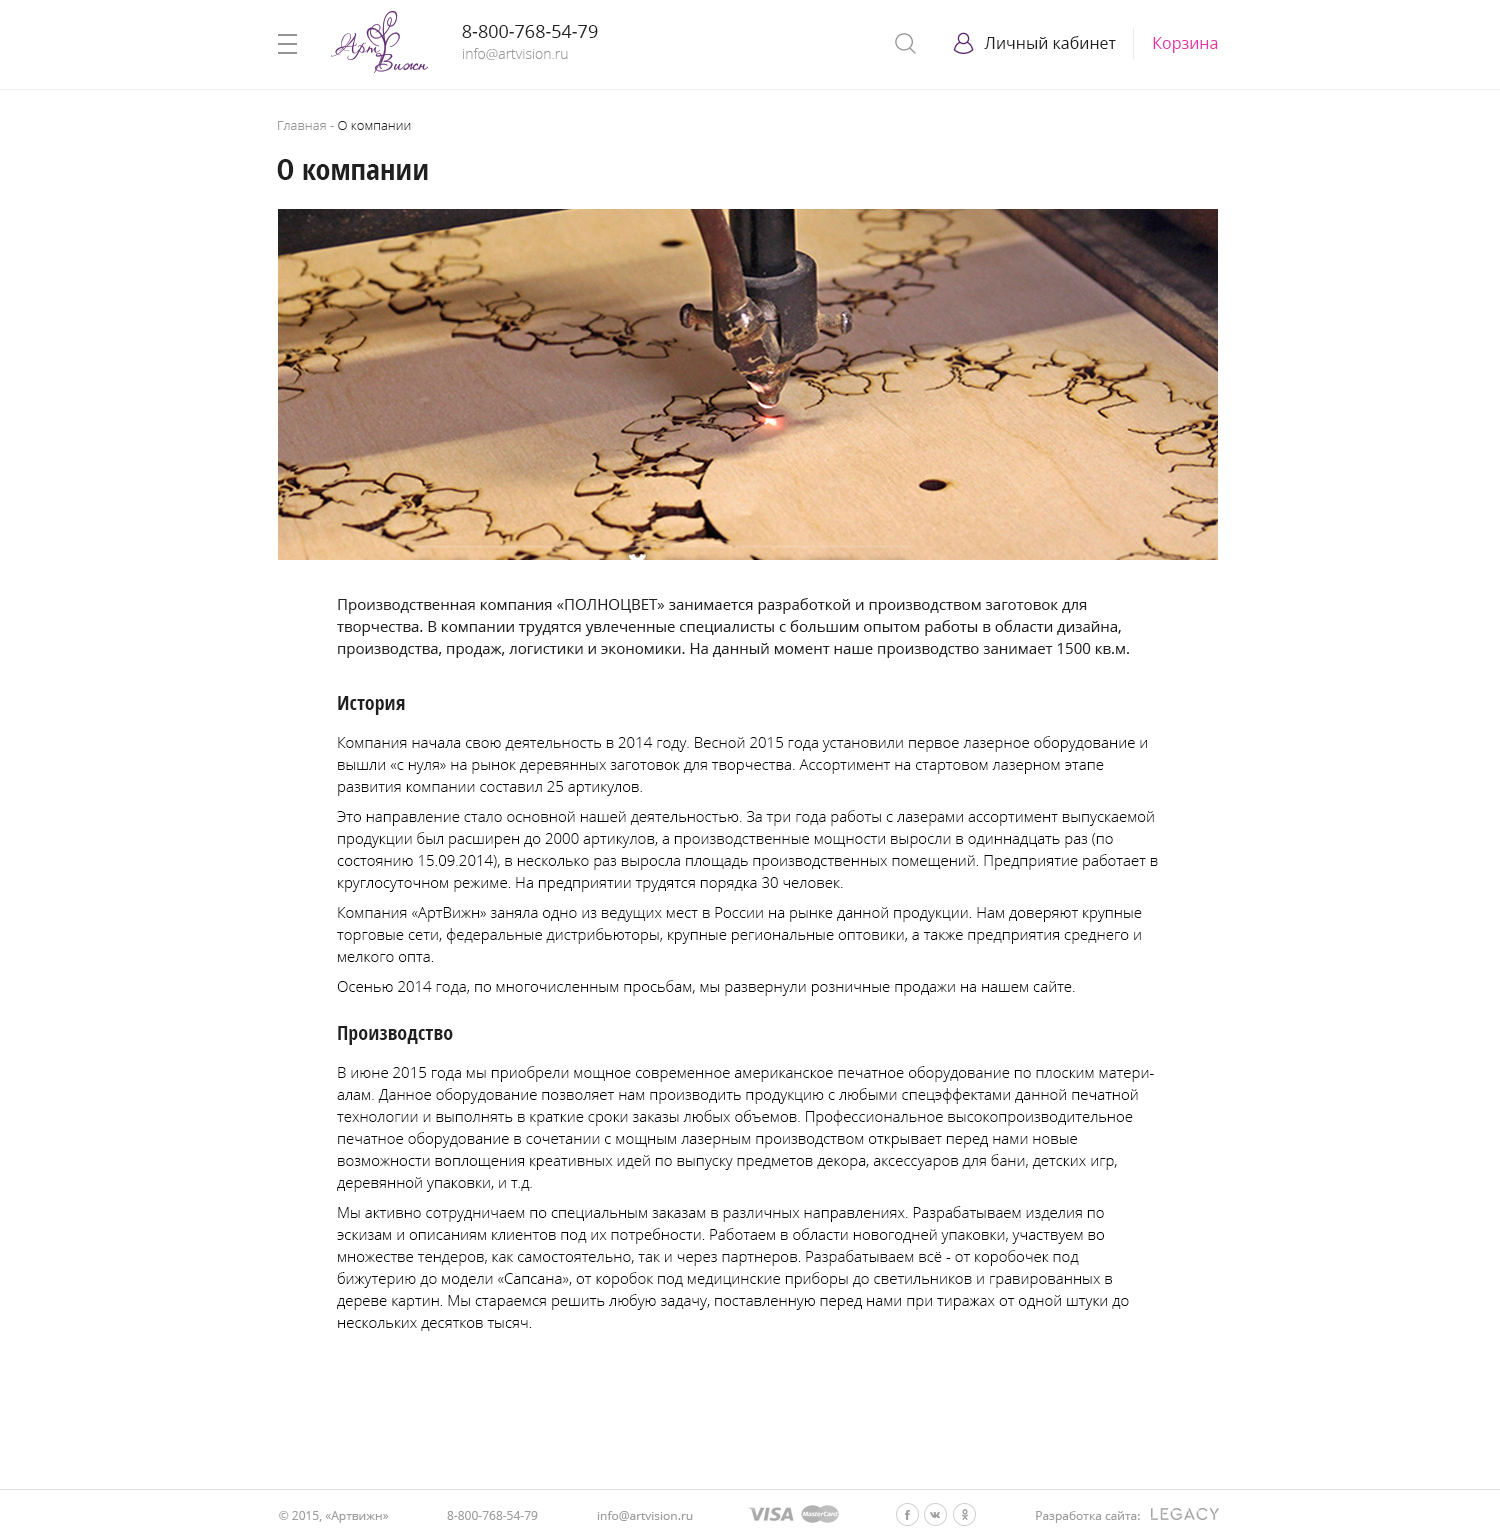 Арт
Вижн
8-800-768-54-79
info@artvision.ru
Личный кабинет
Корзина
Главная - О компании
О компании
Производственная компания «ПОЛНОЦВЕТ» занимается разработкой и производством заготовок для
творчества. В компании трудятся увлеченные специалисты с большим опытом работы в области дизайна,
производства, продаж, логистики и экономики. На данный момент наше производство занимает 1500 кв.м.
История
Компания начала свою деятельность в 2014 году. Весной 2015 года установили первое лазерное оборудование и
вышли «с нуля» на рынок деревянных заготовок для творчества. Ассортимент на стартовом лазерном этапе
развития компании составил 25 артикулов.
Это направление стало основной нашей деятельностью. За три года работы с лазерами ассортимент выпускаемой
продукции был расширен до 2000 артикулов, а производственные мощности выросли в одиннадцать раз (по
состоянию 15.09.2014), в несколько раз выросла площадь производственных помещений. Предприятие работает в
круглосуточном режиме. На предприятии трудятся порядка 30 человек.
Компания «АртВижн» заняла одно из ведущих мест в России на рынке данной продукции. Нам доверяют крупные
торговые сети, федеральные дистрибьюторы, крупные региональные оптовики, а также предприятия среднего и
мелкого опта.
Осенью 2014 года, по многочисленным просьбам, мы развернули розничные продажи на нашем сайте.
Производство
В июне 2015 года мы приобрели мощное современное американское печатное оборудование по плоским матери-
алам. Данное оборудование позволяет нам производить продукцию с любыми спецэффектами данной печатной
технологии и выполнять в краткие сроки заказы любых объемов. Профессиональное высокопроизводительное
печатное оборудование в сочетании с мощным лазерным производством открывает перед нами новые
возможности воплощения креативных идей по выпуску предметов декора, аксессуаров для бани, детских игр,
деревянной упаковки, и т.д.
Мы активно сотрудничаем по специальным заказам в различных направлениях. Разрабатываем изделия по
эскизам и описаниям клиентов под их потребности. Работаем в области новогодней упаковки, участвуем во
множестве тендеров, как самостоятельно, так и через партнеров. Разрабатываем всё - от коробочек под
бижутерию до модели «Сапсана», от коробок под медицинские приборы до светильников и гравированных в
дереве картин. Мы стараемся решить любую задачу, поставленную перед нами при тиражах от одной штуки до
нескольких десятков тысяч.
© 2015, «Артвижн»
8-800-768-54-79
info@artvision.ru
VISA
MasterCard
Разработка сайта: LEGACY